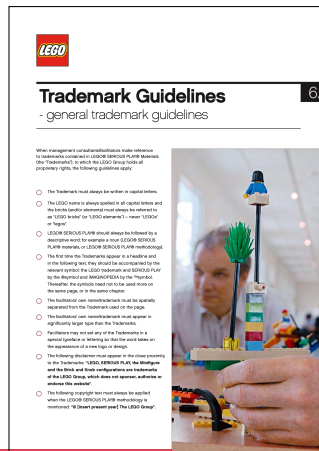 LEGO
6.
Trademark Guidelines
- general trademark guidelines
When management consultants/facilitators make reference
to trademarks contained in LEGO® SERIOUS PLAY® Materials
(the "Trademarks"), to which the LEGO Group holds all
proprietary rights, the following guidelines apply:
The Trademark must always be written in capital letters.
The LEGO name is always spelled in all capital letters and
the bricks (and/or elements) must always be referred to
as "LEGO bricks" (or "LEGO elements") – never "LEGOs"
or "legos".
LEGO® SERIOUS PLAY® should always be followed by a
descriptive word; for example a noun (LEGO® SERIOUS
PLAY® materials, or LEGO® SERIOUS PLAY® methodology).
The first time the Trademarks appear in a headline and
in the following text, they should be accompanied by the
relevant symbol: the LEGO trademark and SERIOUS PLAY
by the ®symbol and IMAGINOPEDIA by the ™symbol.
Thereafter, the symbols need not to be used more on
the same page, or in the same chapter.
The facilitators' own name/trademark must be spatially
separated from the Trademark used on the page.
The facilitators' own name/trademark must appear in
significantly larger type than the Trademarks.
Facilitators may not set any of the Trademarks in a
special typeface or lettering so that the word takes on
the appearance of a new logo or design.
The following disclaimer must appear in the close proximity
to the Trademarks: "LEGO, SERIOUS PLAY, the Minifigure
and the Brick and Knob configurations are trademarks
of the LEGO Group, which does not sponsor, authorize or
endorse this website".
The following copyright text must always be applied
when the LEGO® SERIOUS PLAY® methodology is
mentioned: "© [insert present year] The LEGO Group".